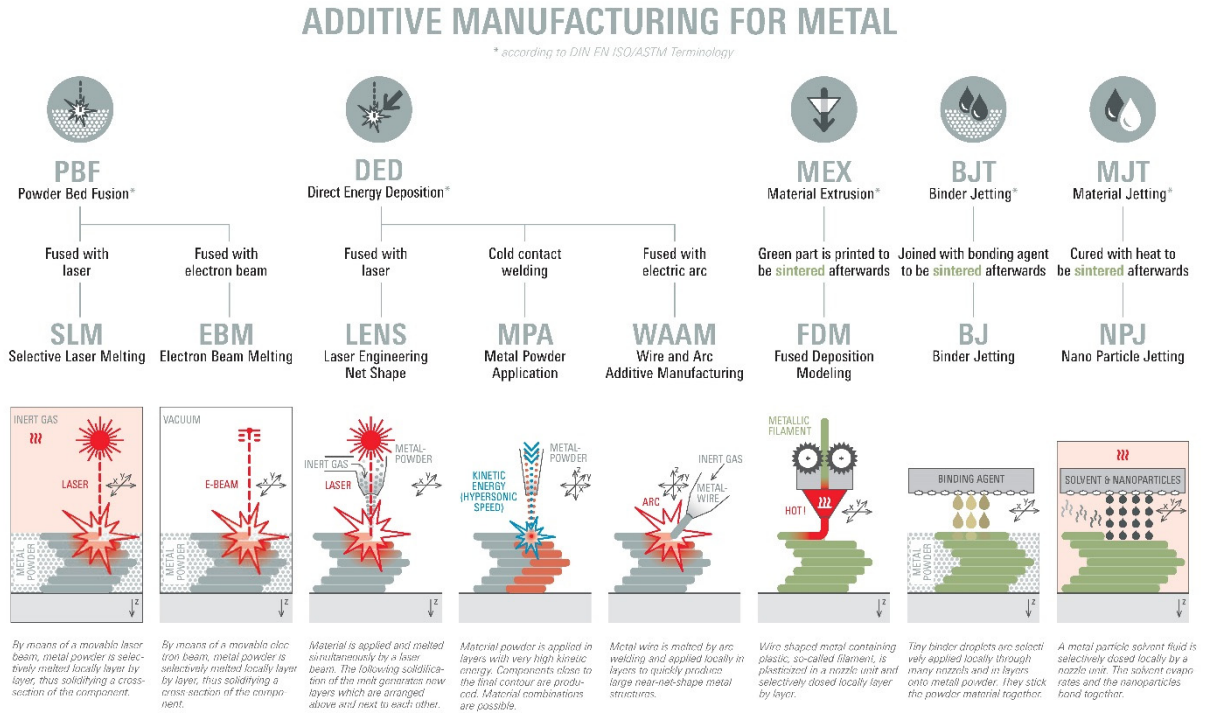 ADDITIVE MANUFACTURING FOR METAL
* according to DIN EN ISO/ASTM Terminology
PBF
Powder Bed Fusion*
DED
Direct Energy Deposition*
MEX
Material Extrusion*
BJT
Binder Jetting*
MJT
Material Jetting*
Fused with
laser
Fused with
electron beam
Fused with
laser
Cold contact
welding
Fused with
electric arc
Green part is printed to
be sintered afterwards
Joined with bonding agent
to be sintered afterwards
Cured with heat to
be sintered afterwards
SLM
Selective Laser Melting
EBM
Electron Beam Melting
LENS
Laser Engineering
Net Shape
MPA
Metal Powder
Application
WAAM
Wire and Arc
Additive Manufacturing
FDM
Fused Deposition
Modeling
BJ
Binder Jetting
NPJ
Nano Particle Jetting
INERT GAS
LASER
X Y
METAL
POWDER
Z
VACUUM
E-BEAM
X Y
METAL
POWDER
Z
METAL-
POWDER
INERT GAS
LASER
X Y
Z
METAL-
POWDER
KINETIC
ENERGY
(HYPERSONIC
SPEED)
Z
X Y
INERT GAS
METAL-
WIRE
ARC
Z
X Y
METALLIC
FILAMENT
HOT!
X Y
Z
BINDING AGENT
X Y
METAL
POWDER
Z
SOLVENT & NANOPARTICLES
X Y
Z
By means of a movable laser
beam, metal powder is selec-
tively melted locally layer by
layer, thus solidifying a cross-
section of the component.
By means of a movable elec
tron beam, metal powder is
selectively melted locally layer
by layer, thus solidifying a
cross section of the compo-
nent.
Material is applied and melted
simultaneously by a laser
beam. The following solidifica-
tion of the melt generates new
layers which are arranged
above and next to each other.
Material powder is applied in
layers with very high kinetic
energy. Components close to
the final contour are produ-
ced. Material combinations
are possible.
Metal wire is melted by arc
welding and applied locally in
layers to quickly produce
large near-net-shape metal
structures.
Wire shaped metal containing
plastic, so-called filament, is
plasticized in a nozzle unit and
selectively dosed locally layer
by layer.
Tiny binder droplets are selecti
vely applied locally through
many nozzels and in layers
onto metall powder. They stick
the powder material together.
A metal particle solvent fluid is
selectively dosed locally by a
nozzle unit. The solvent evapo
rates and the nanoparticles
bond together.